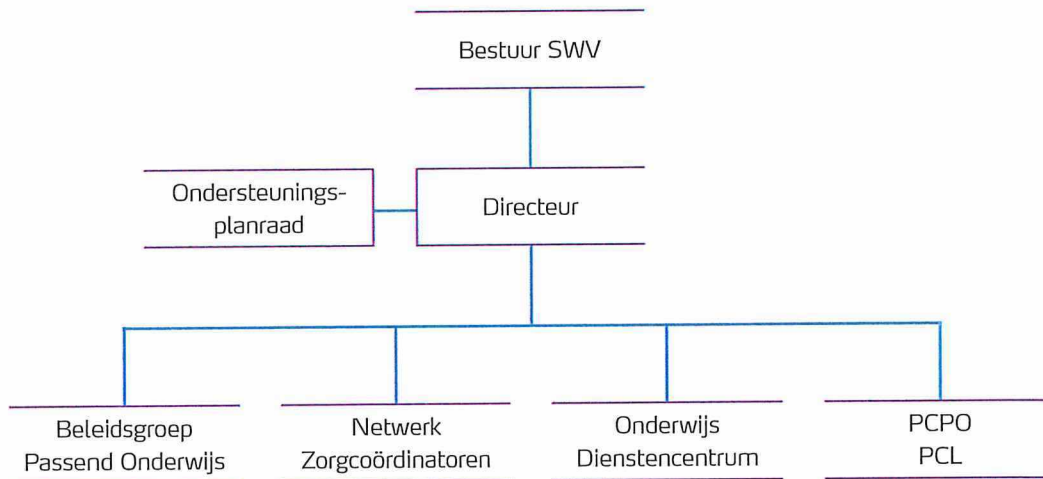 Bestuur SWV
Ondersteunings-
planraad
Directeur
Beleidsgroep
Passend Onderwijs
Netwerk
Zorgcoördinatoren
Onderwijs
Dienstencentrum
PCPO
PCL